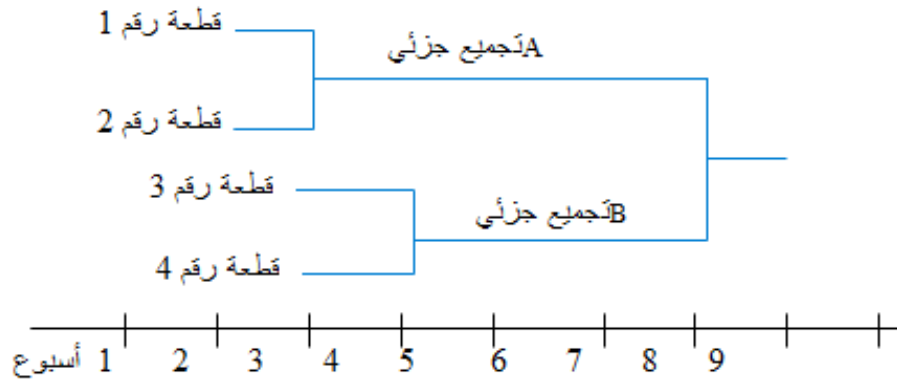 قطعة رقم 1
تجميع جزئي A
قطعة رقم 2
قطعة رقم 3
تجميع جزئي B
قطعة رقم 4
أسبوع 1 2 3 4 5 6 7 8 9